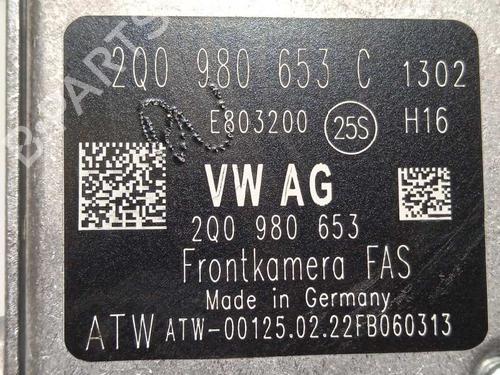 2Q0 980 653 C 1302
E803200 25S H16
VW AG
2Q0 980 653
Frontkamera FAS
Made in Germany
ATW ATW-00125.02.22FB060313
B-PARTS